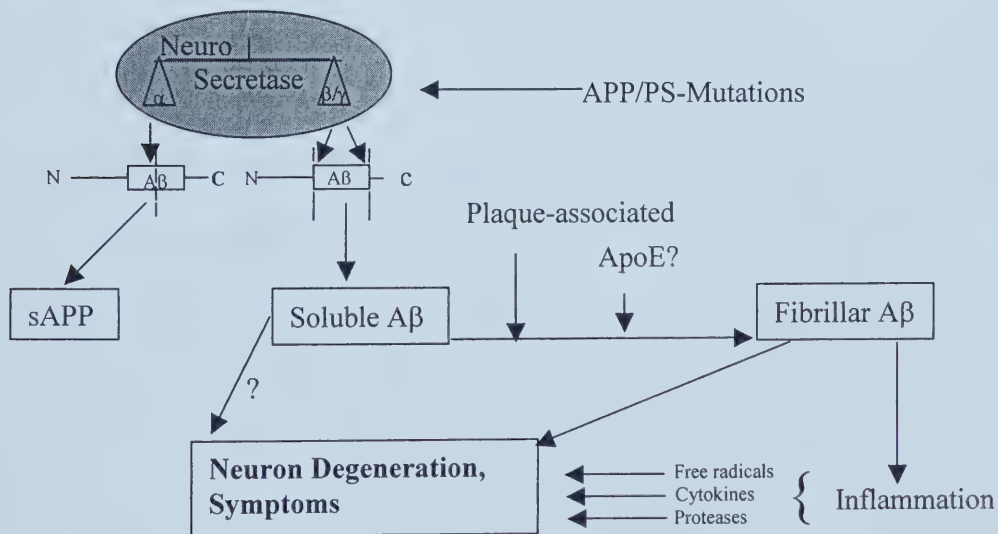 Neuro
Secretase
α
β/γ
APP/PS-Mutations
N
Aβ
C
N
Aβ
C
Plaque-associated
ApoE?
sAPP
Soluble Aβ
Fibrillar Aβ
?
Neuron Degeneration,
Symptoms
Free radicals
Cytokines
Proteases
{
Inflammation